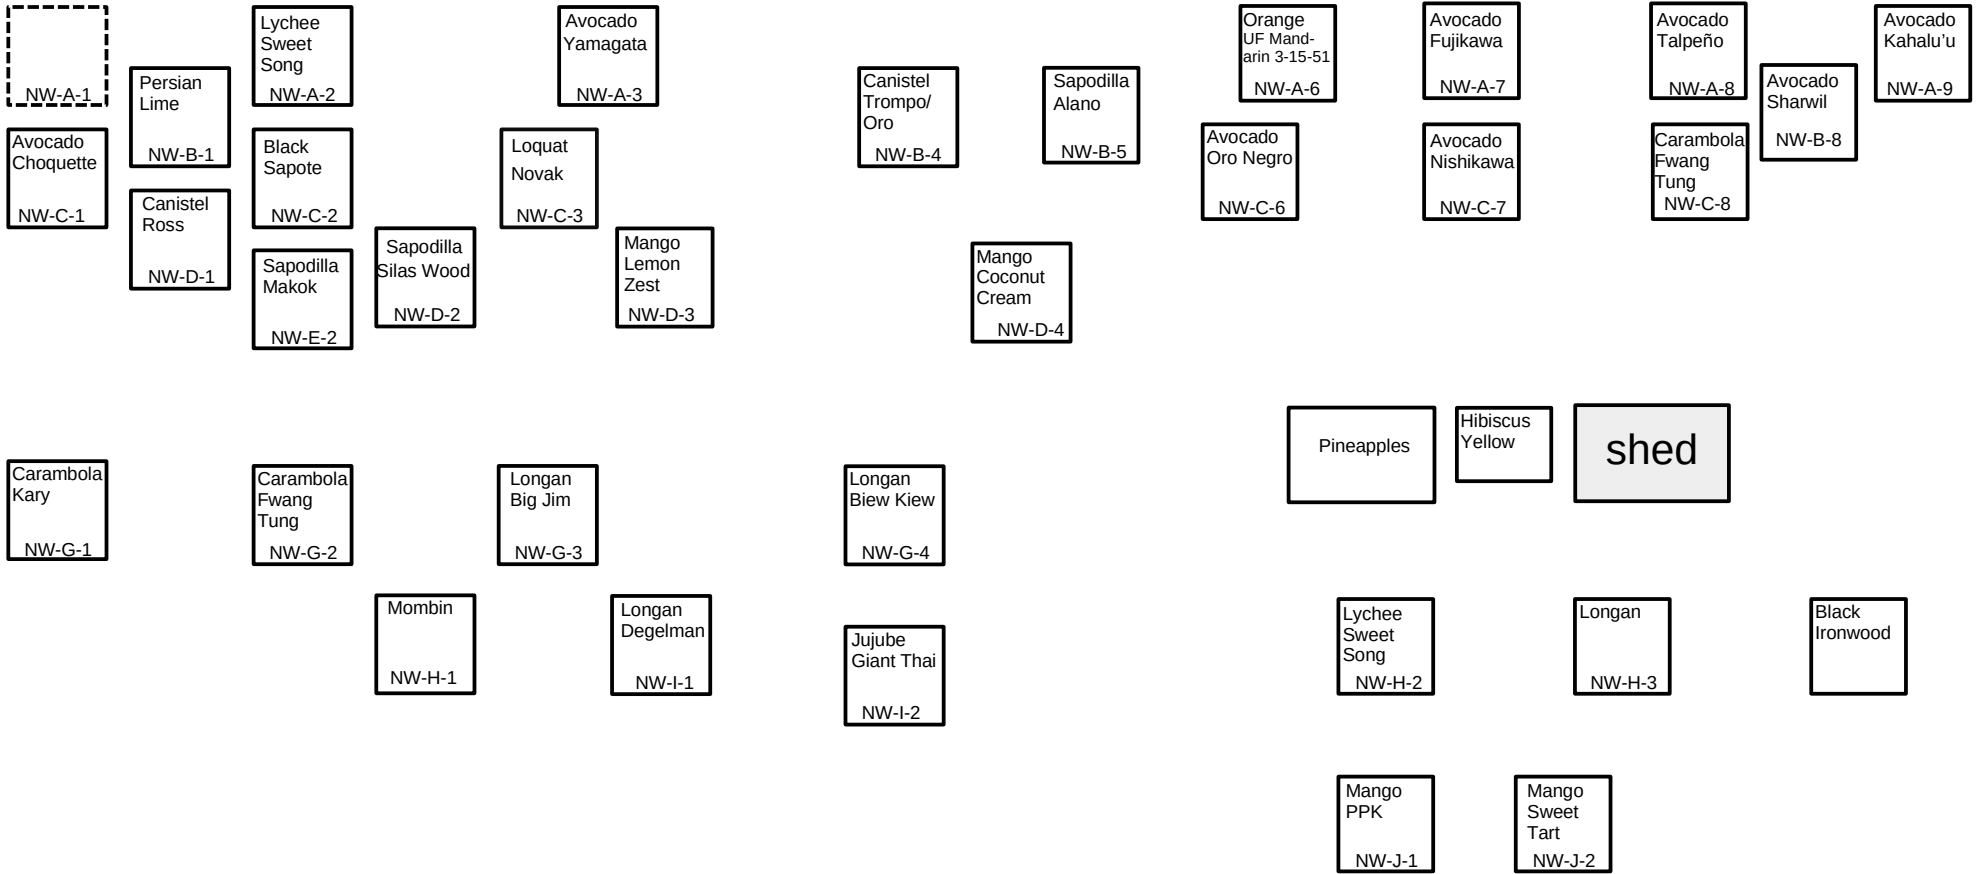 NW-A-1
Lychee
Sweet
Song
NW-A-2
Avocado
Yamagata
NW-A-3
Orange
UF Mand-
arin 3-15-51
NW-A-6
Avocado
Fujikawa
NW-A-7
Avocado
Talpeño
NW-A-8
Avocado
Kahalu’u
NW-A-9
Persian
Lime
NW-B-1
Canistel
Trompo/
Oro
NW-B-4
Sapodilla
Alano
NW-B-5
Avocado
Sharwil
NW-B-8
Avocado
Choquette
NW-C-1
Black
Sapote
NW-C-2
Loquat
Novak
NW-C-3
Avocado
Oro Negro
NW-C-6
Avocado
Nishikawa
NW-C-7
Carambola
Fwang
Tung
NW-C-8
Canistel
Ross
NW-D-1
Sapodilla
Silas Wood
NW-D-2
Mango
Lemon
Zest
NW-D-3
Mango
Coconut
Cream
NW-D-4
Sapodilla
Makok
NW-E-2
Pineapples
Hibiscus
Yellow
shed
Carambola
Kary
NW-G-1
Carambola
Fwang
Tung
NW-G-2
Longan
Big Jim
NW-G-3
Longan
Biew Kiew
NW-G-4
Mombin
NW-H-1
Longan
Degelman
NW-I-1
Jujube
Giant Thai
NW-I-2
Lychee
Sweet
Song
NW-H-2
Longan
NW-H-3
Black
Ironwood
Mango
PPK
NW-J-1
Mango
Sweet
Tart
NW-J-2